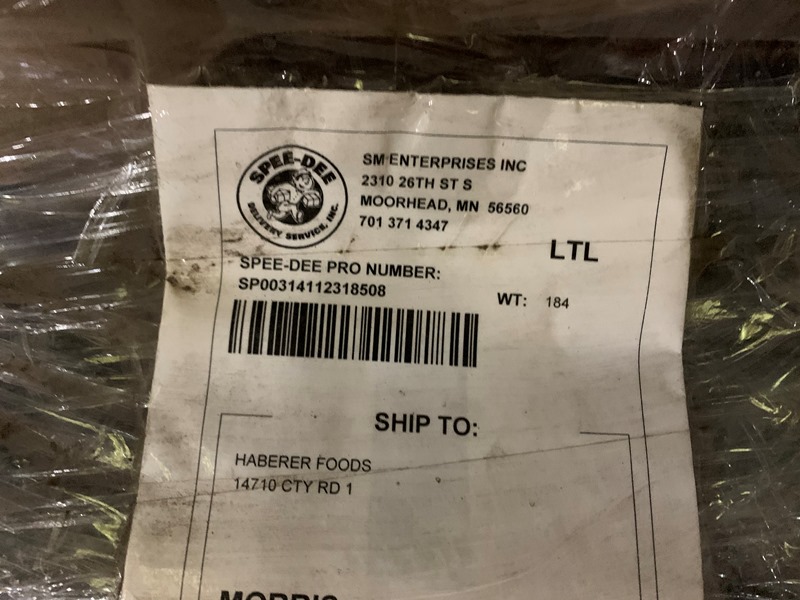 SPEE-DEE
DELIVERY SERVICE, INC.
SM ENTERPRISES INC
2310 26TH ST S
MOORHEAD, MN 56560
701 371 4347
LTL
SPEE-DEE PRO NUMBER:
SP00314112318508
WT: 184
SHIP TO:
HABERER FOODS
14710 CTY RD 1
MORRIS